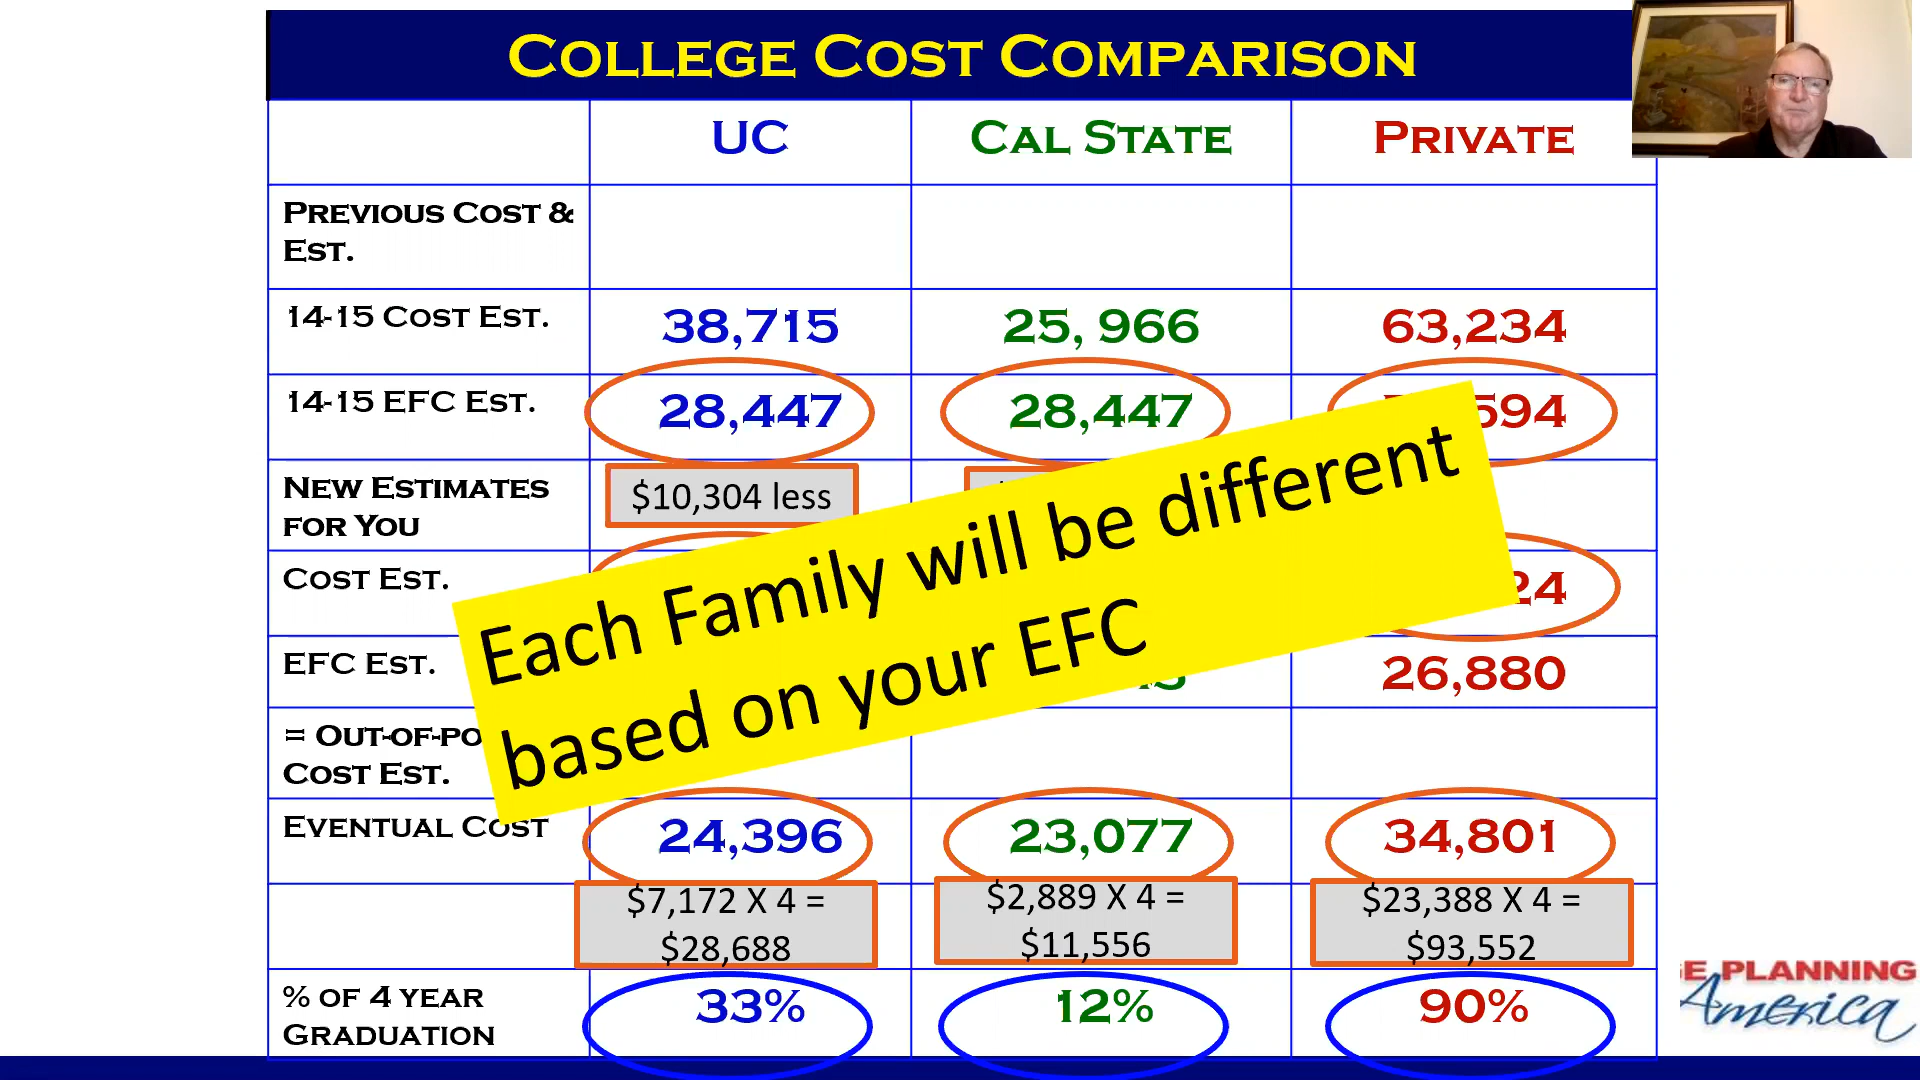 COLLEGE COST COMPARISON
UC CAL STATE PRIVATE
PREVIOUS COST &
EST.
14-15 COST EST. 38,715 25, 966 63,234
14-15 EFC EST. 28,447 28,447 594
NEW ESTIMATES
FOR YOU
$10,304 less
COST EST. 24
EFC EST. 26,880
Each Family will be different
based on your EFC
= OUT-OF-PO
COST EST.
EVENTUAL COST 24,396 23,077 34,801
$7,172 X 4 =
$28,688
$2,889 X 4 =
$11,556
$23,388 X 4 =
$93,552
% OF 4 YEAR
GRADUATION
33% 12% 90%
E PLANNING
America